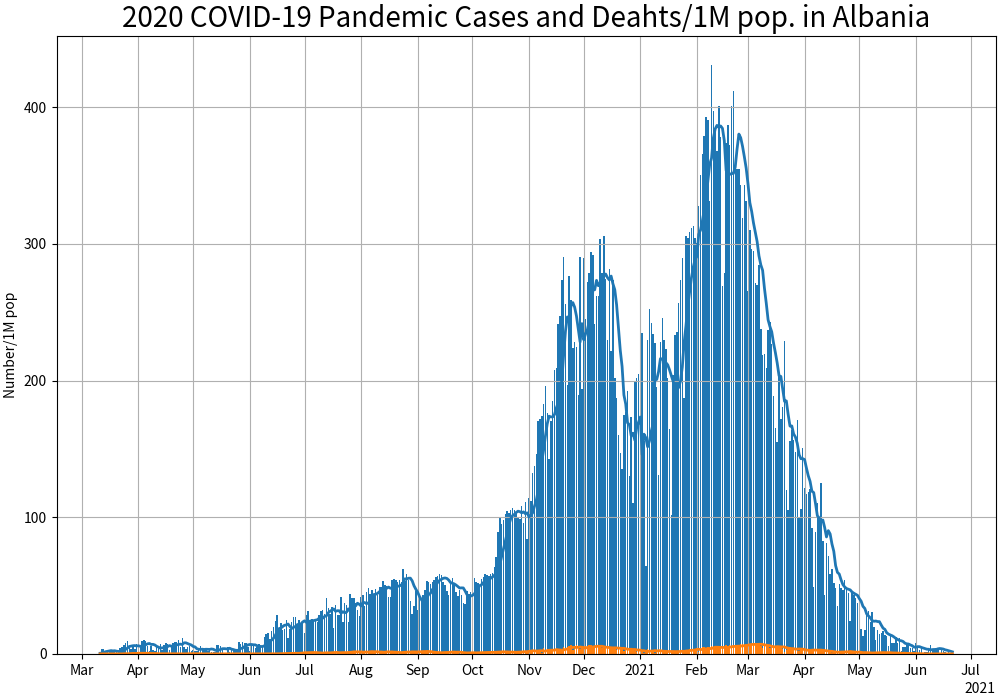 2020 COVID-19 Pandemic Cases and Deahts/1M pop. in Albania
Number/1M pop
400
300
200
100
0
Mar Apr May Jun Jul Aug Sep Oct Nov Dec 2021 Feb Mar Apr May Jun Jul
2021